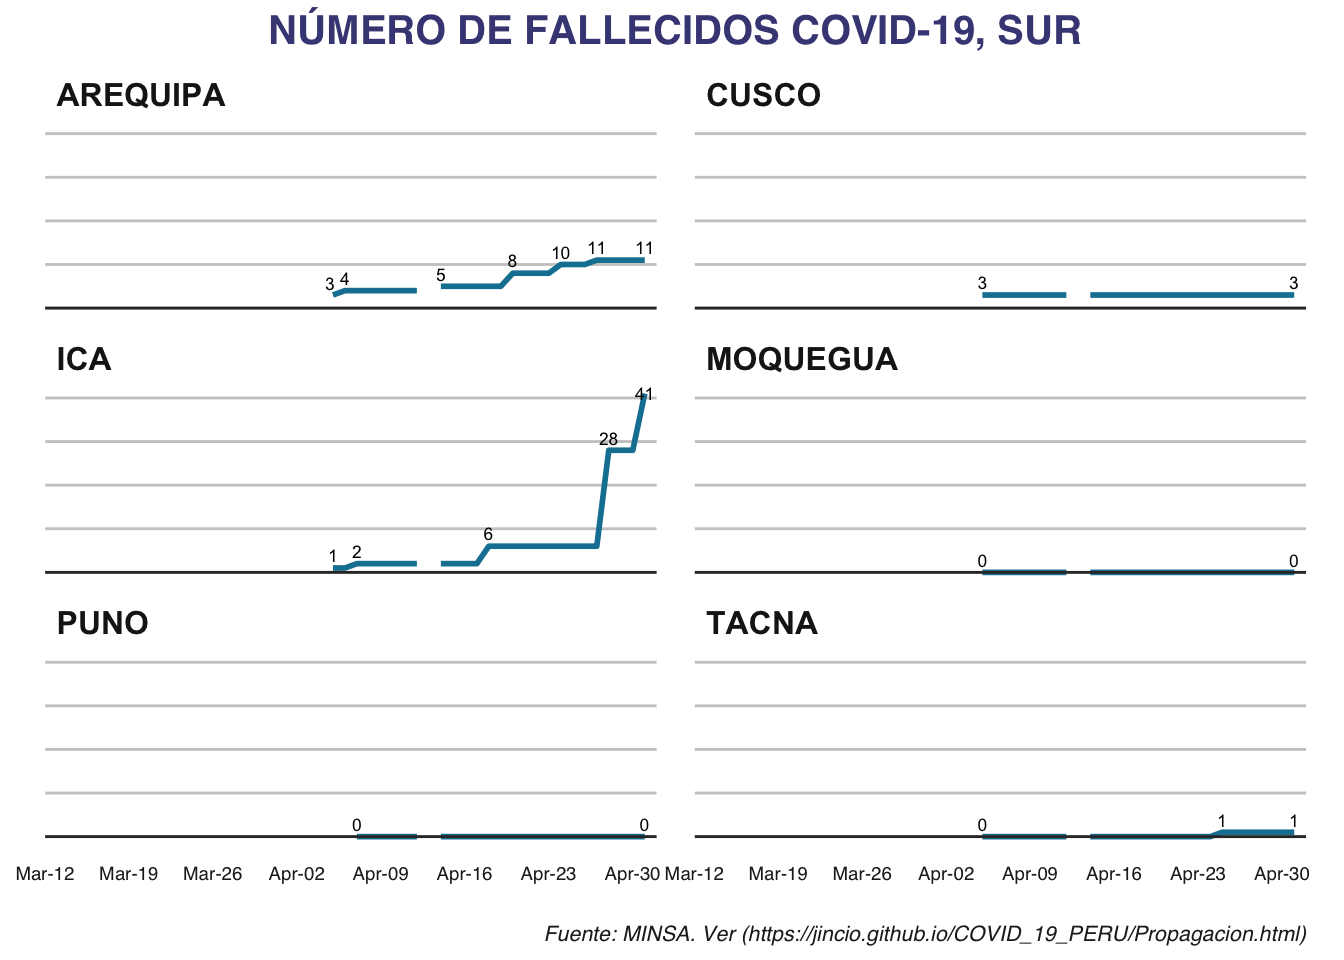 NÚMERO DE FALLECIDOS COVID-19, SUR
AREQUIPA
3 4 5 8 10 11 11
CUSCO
3 3
ICA
1 2 6 28 41
MOQUEGUA
0 0
PUNO
0 0
TACNA
0 1 1
Mar-12 Mar-19 Mar-26 Apr-02 Apr-09 Apr-16 Apr-23 Apr-30 Mar-12 Mar-19 Mar-26 Apr-02 Apr-09 Apr-16 Apr-23 Apr-30
Fuente: MINSA. Ver (https://jincio.github.io/COVID_19_PERU/Propagacion.html)